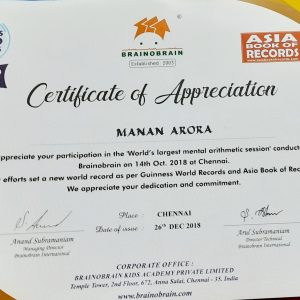 BRAINOBRAIN
Established 2003
ASIA
BOOK OF
RECORDS
Certificate of Appreciation
MANAN ARORA
appreciate your participation in the 'World's largest mental arithmetic session' conduct
Brainobrain on 14th Oct. 2018 at Chennai.
efforts set a new world record as per Guinness World Records and Asia Book of Rec
We appreciate your dedication and commitment.
Place : CHENNAI
Date of issue : 26th DEC 2018
Anand Subramaniam
Managing Director
Brainobrain International
Arul Subramaniam
Director Technical
Brainobrain International
CORPORATE OFFICE :
BRAINOBRAIN KIDS ACADEMY PRIVATE LIMITED
Temple Tower, 2nd Floor, 672, Anna Salai, Chennai - 35. India
www.brainobrain.com